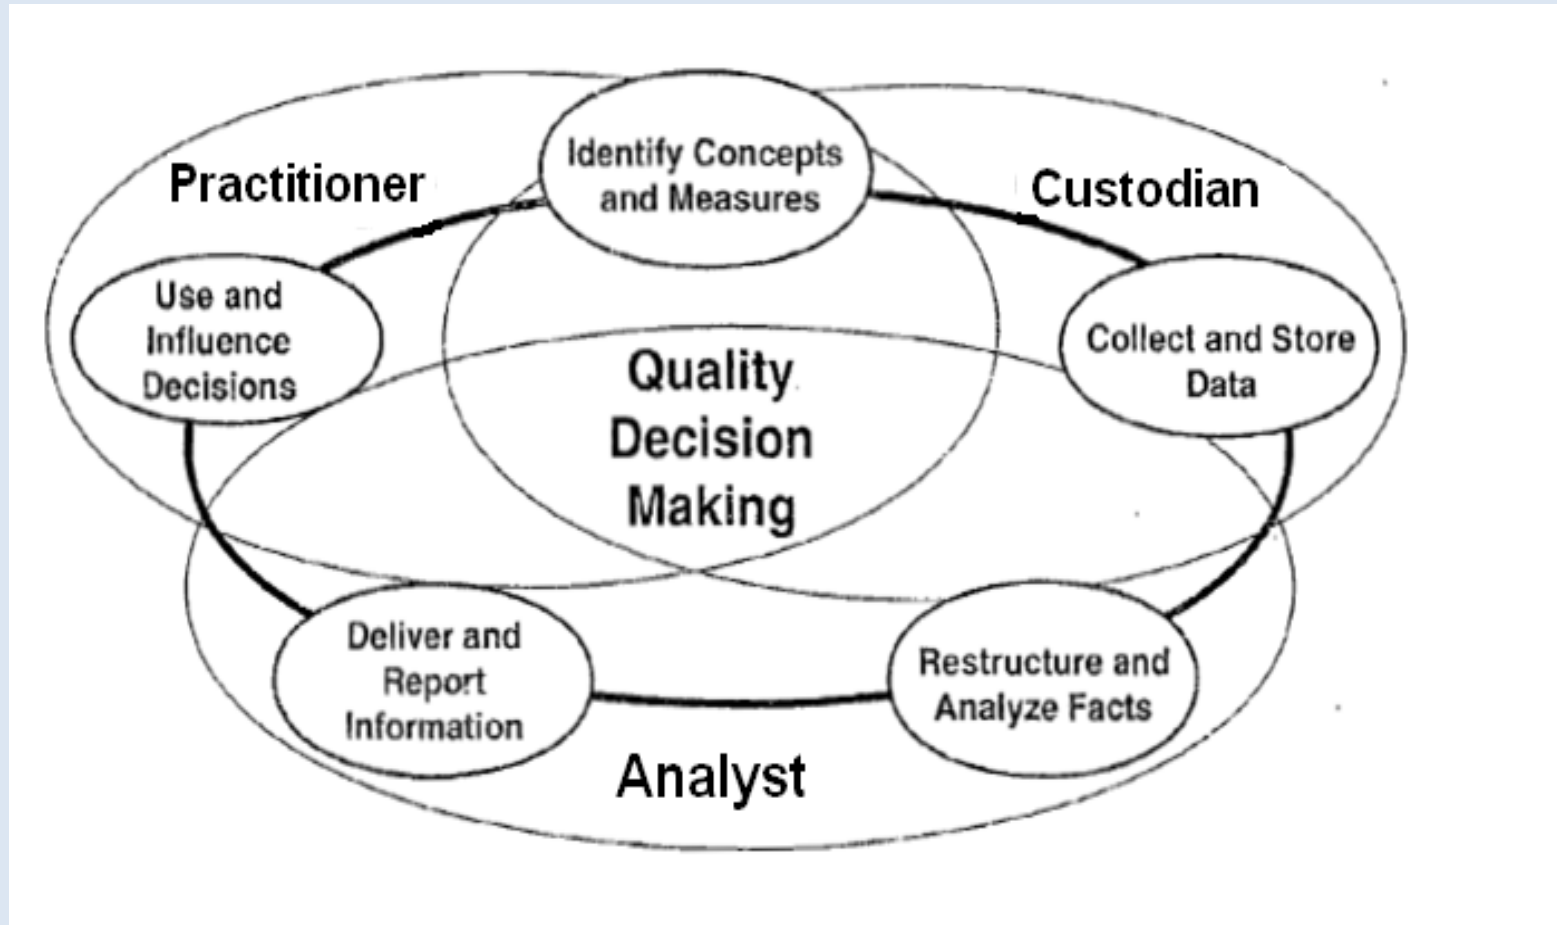 Identify Concepts
and Measures
Practitioner
Custodian
Use and
Influence
Decisions
Collect and Store
Data
Quality
Decision
Making
Deliver and
Report
Information
Restructure and
Analyze Facts
Analyst